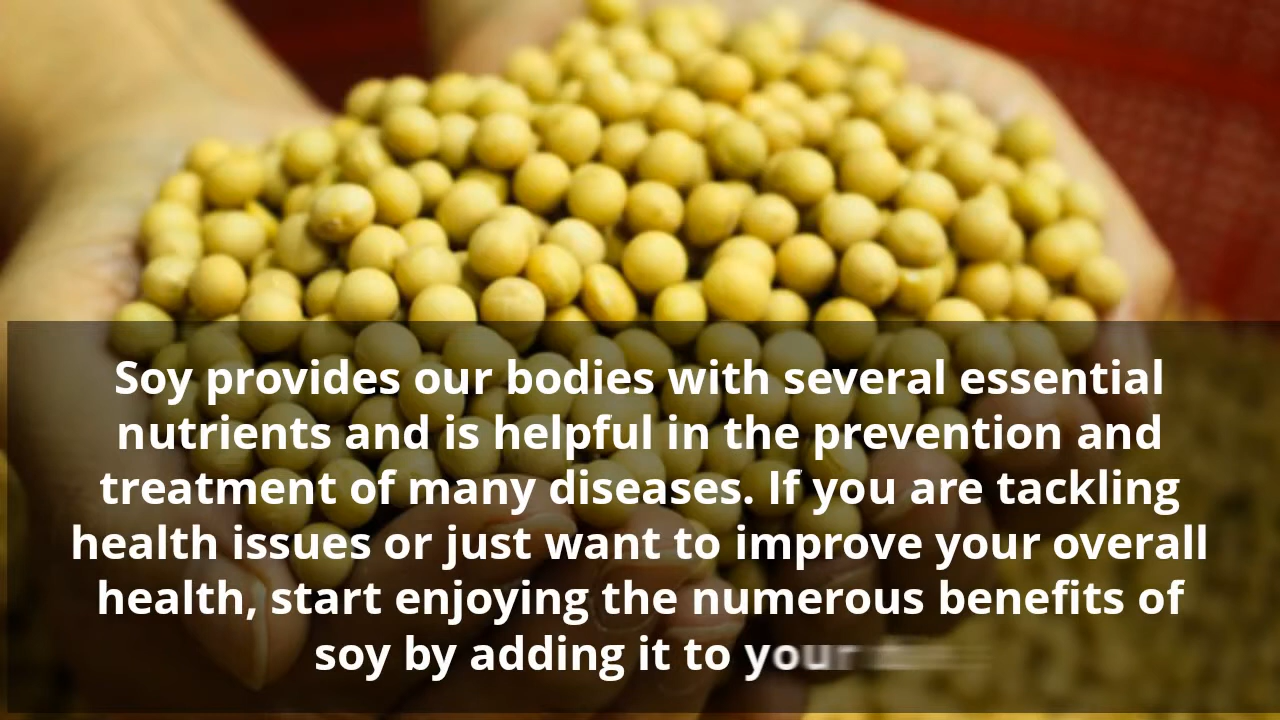 Soy provides our bodies with several essential
nutrients and is helpful in the prevention and
treatment of many diseases. If you are tackling
health issues or just want to improve your overall
health, start enjoying the numerous benefits of
soy by adding it to your